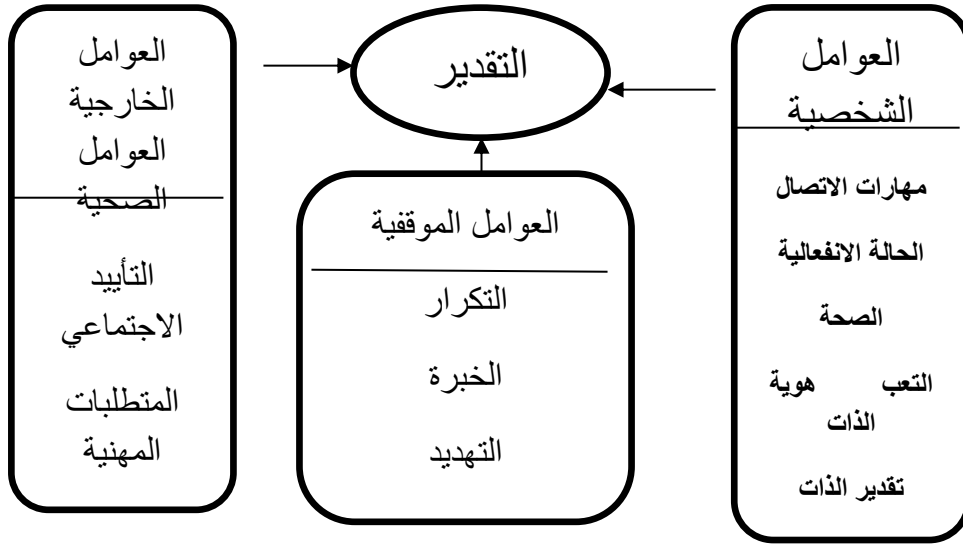 التقدير
العوامل
الشخصية
مهارات الاتصال
الحالة الانفعالية
الصحة
التعب هوية
الذات
تقدير الذات
العوامل الموقفية
التكرار
الخبرة
التهديد
العوامل
الخارجية
العوامل
الصحية
التأييد
الاجتماعي
المتطلبات
المهنية